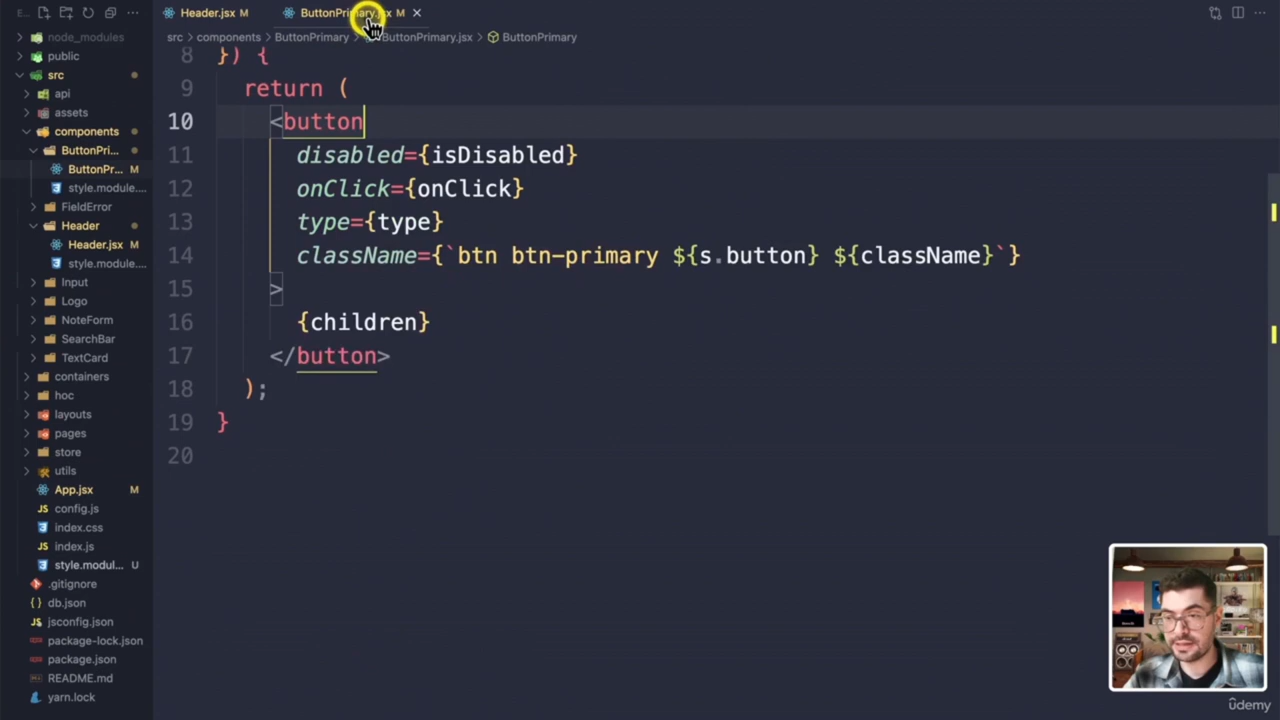 E...
Header.jsx M
ButtonPrimary.jsx M
src > components > ButtonPrimary > ButtonPrimary.jsx > ButtonPrimary
node_modules
public
src
api
assets
components
ButtonPri...
ButtonPr... M
style.module....
FieldError
Header
Header.jsx M
style.module....
Input
Logo
NoteForm
SearchBar
TextCard
containers
hoc
layouts
pages
store
utils
App.jsx M
JS config.js
index.css
JS index.js
style.modul... U
.gitignore
{} db.json
jsconfig.json
package-lock.json
package.json
README.md
yarn.lock
8 }) {
9 return (
10 <button
11 disabled={isDisabled}
12 onClick={onClick}
13 type={type}
14 className={`btn btn-primary ${s.button} ${className}`}
15 >
16 {children}
17 </button>
18 );
19 }
20
ûdemy